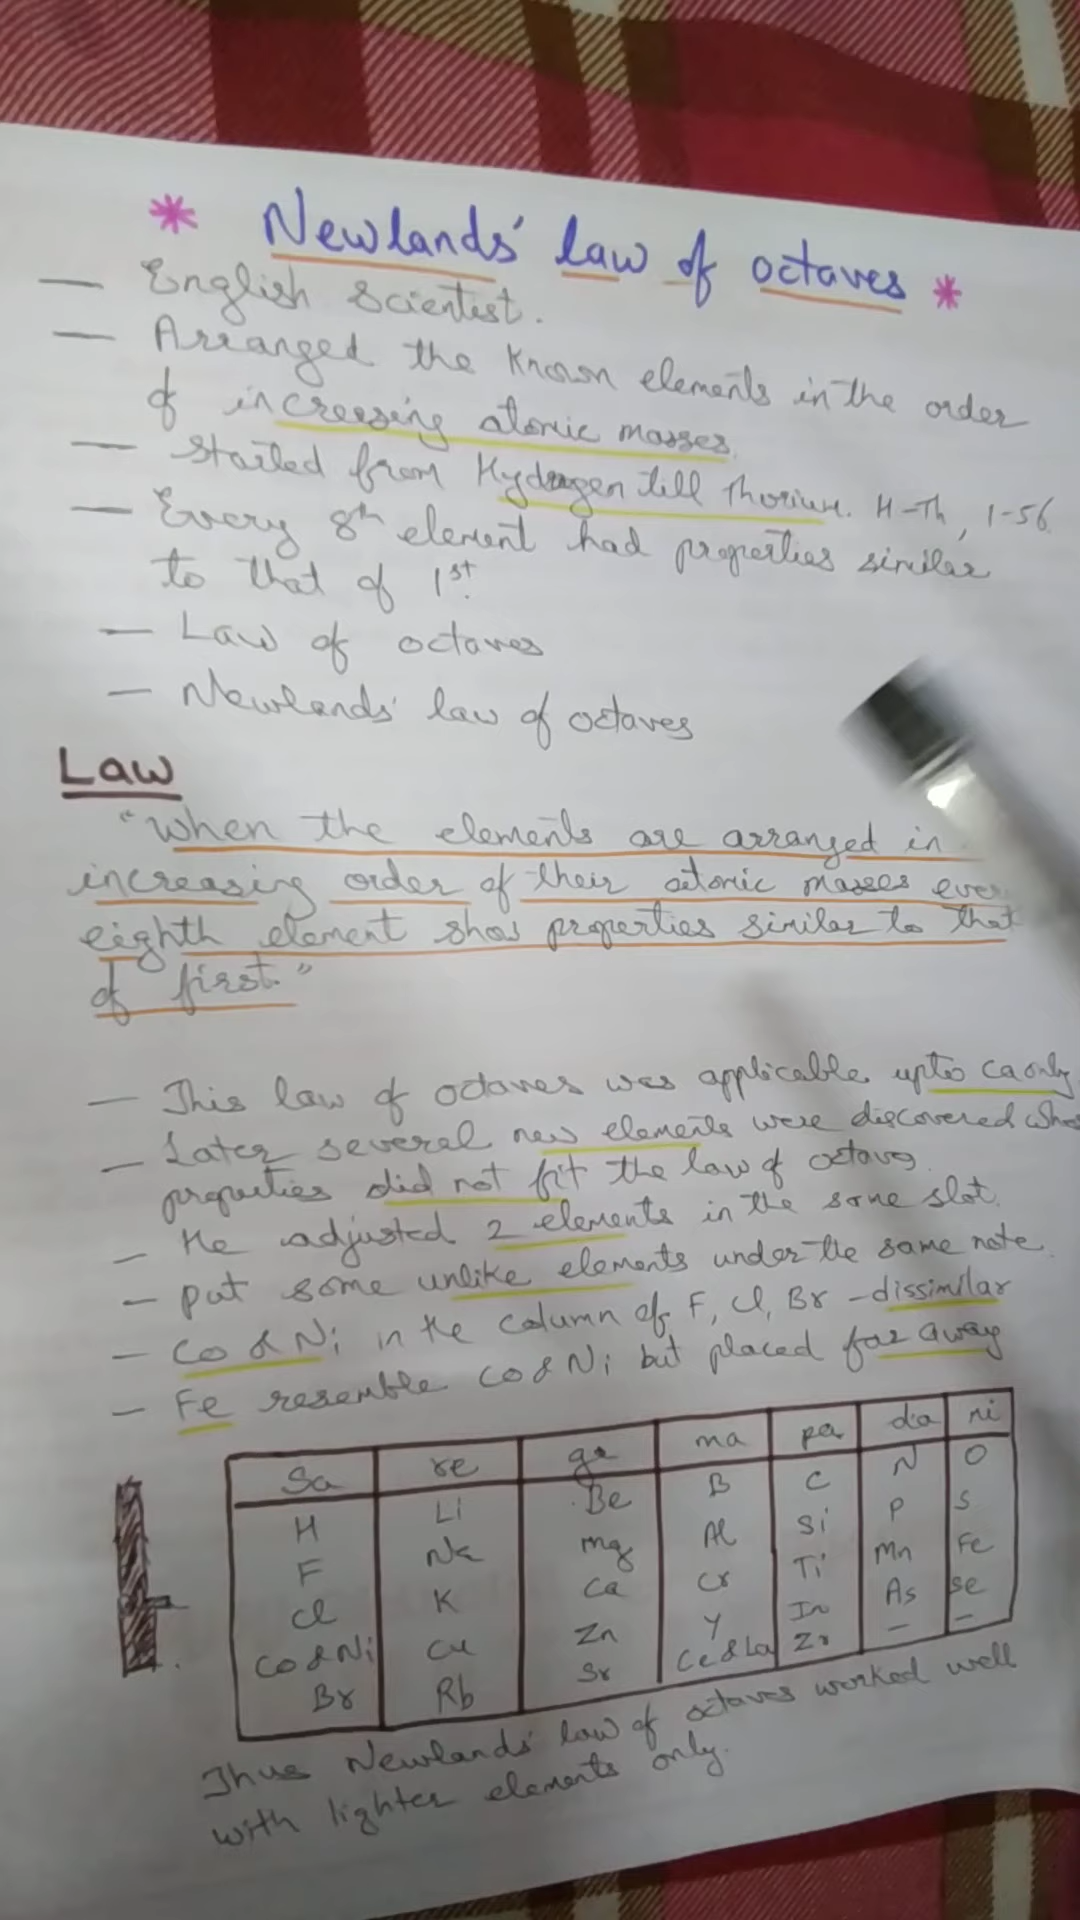 * Newlands' law of octaves *
— English Scientist.
— Arranged the known elements in the order
of increasing atomic masses.
— started from Hydrogen till Thorium. H-Th, 1-56
— Every 8th element had properties similar
to that of 1st.
— Law of octaves
— Newlands' law of octaves
Law
"When the elements are arranged in
increasing order of their atomic masses ever
eighth element show properties similar to that
of first."
— This law of octaves was applicable upto Ca only
— Later several new elements were discovered whos
properties did not fit the law of octaves.
— He adjusted 2 elements in the same slot.
— put some unlike elements under the same note.
— Co & Ni in the column of F, Cl, Br - dissimilar
— Fe resemble Co & Ni but placed far away
Sa re ga ma pa da ni
H Li Be B C N O
F Na Mg Al Si P S
Cl K Ca Cr Ti Mn Fe
Co & Ni Cu Zn Y In As Se
Br Rb Sr Ce & La Zr — —
Thus Newlands' law of octaves worked well
with lighter elements only.